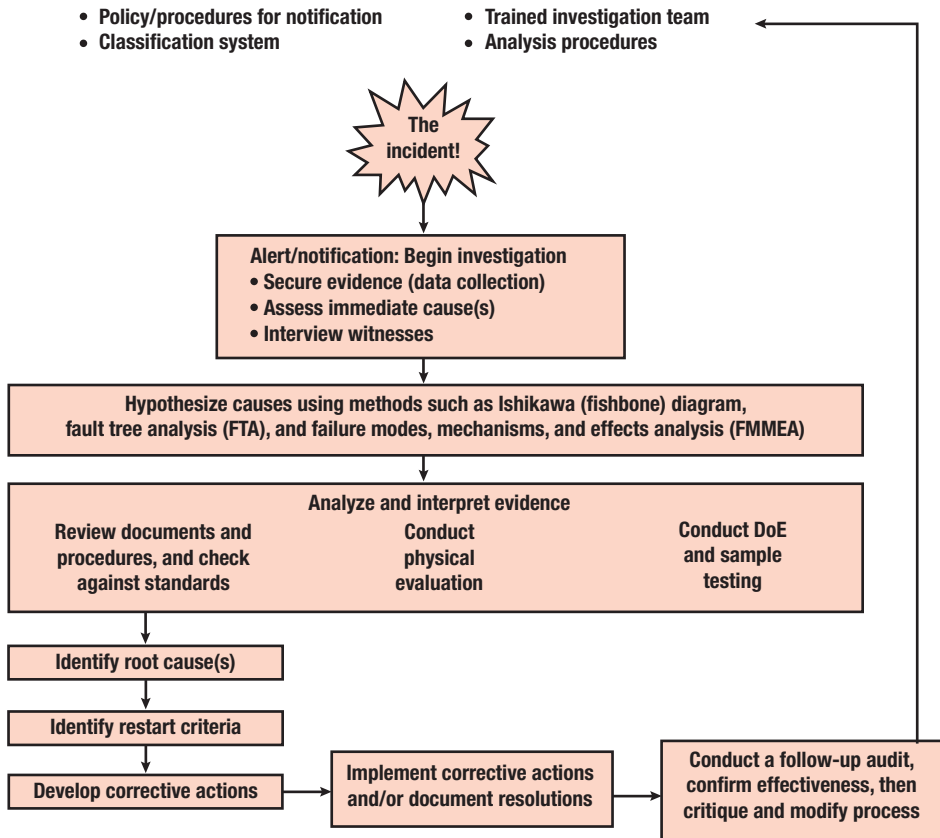 • Policy/procedures for notification
• Classification system
• Trained investigation team
• Analysis procedures
The
incident!
Alert/notification: Begin investigation
• Secure evidence (data collection)
• Assess immediate cause(s)
• Interview witnesses
Hypothesize causes using methods such as Ishikawa (fishbone) diagram,
fault tree analysis (FTA), and failure modes, mechanisms, and effects analysis (FMMEA)
Analyze and interpret evidence
Review documents and
procedures, and check
against standards
Conduct
physical
evaluation
Conduct DoE
and sample
testing
Identify root cause(s)
Identify restart criteria
Develop corrective actions
Implement corrective actions
and/or document resolutions
Conduct a follow-up audit,
confirm effectiveness, then
critique and modify process